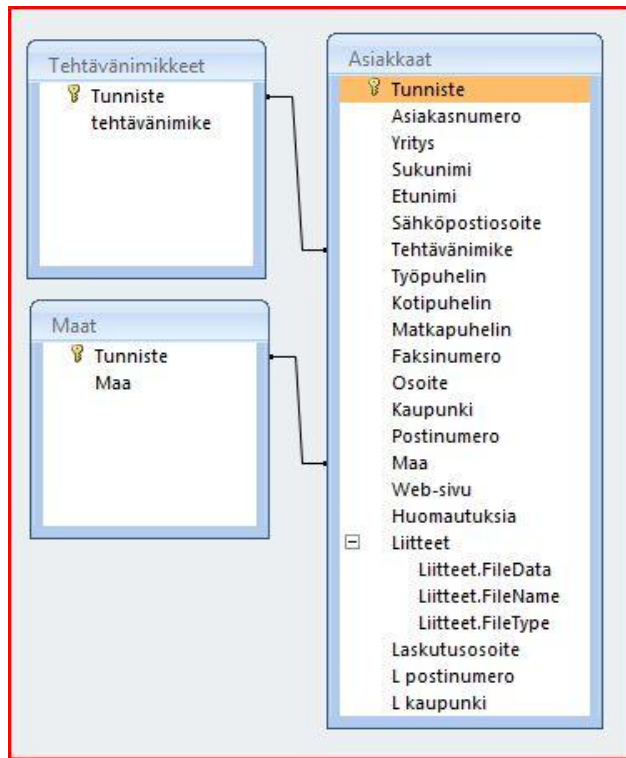 Tehtävänimikkeet
Tunniste
tehtävänimike
Maat
Tunniste
Maa
Asiakkaat
Tunniste
Asiakasnumero
Yritys
Sukunimi
Etunimi
Sähköpostiosoite
Tehtävänimike
Työpuhelin
Kotipuhelin
Matkapuhelin
Faksinumero
Osoite
Kaupunki
Postinumero
Maa
Web-sivu
Huomautuksia
Liitteet
Liitteet.FileData
Liitteet.FileName
Liitteet.FileType
Laskutusosoite
L postinumero
L kaupunki